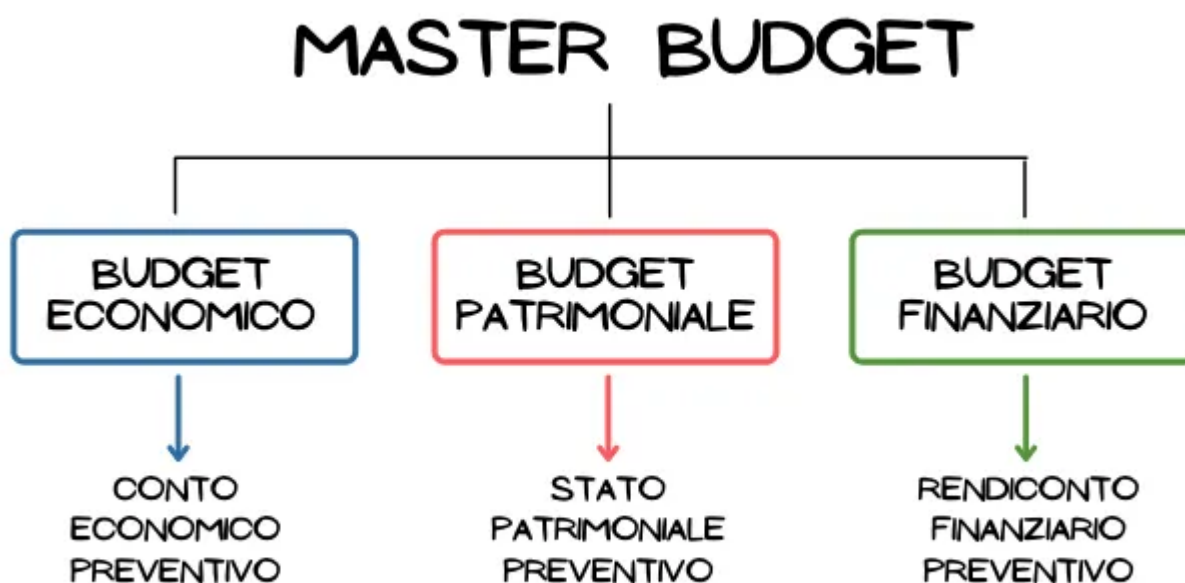 MASTER BUDGET
BUDGET
ECONOMICO
BUDGET
PATRIMONIALE
BUDGET
FINANZIARIO
CONTO
ECONOMICO
PREVENTIVO
STATO
PATRIMONIALE
PREVENTIVO
RENDICONTO
FINANZIARIO
PREVENTIVO